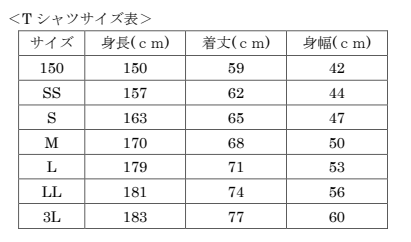 ＜T シャツサイズ表＞
サイズ 身長(ｃｍ) 着丈(ｃｍ) 身幅(ｃｍ)
150 150 59 42
SS 157 62 44
S 163 65 47
M 170 68 50
L 179 71 53
LL 181 74 56
3L 183 77 60